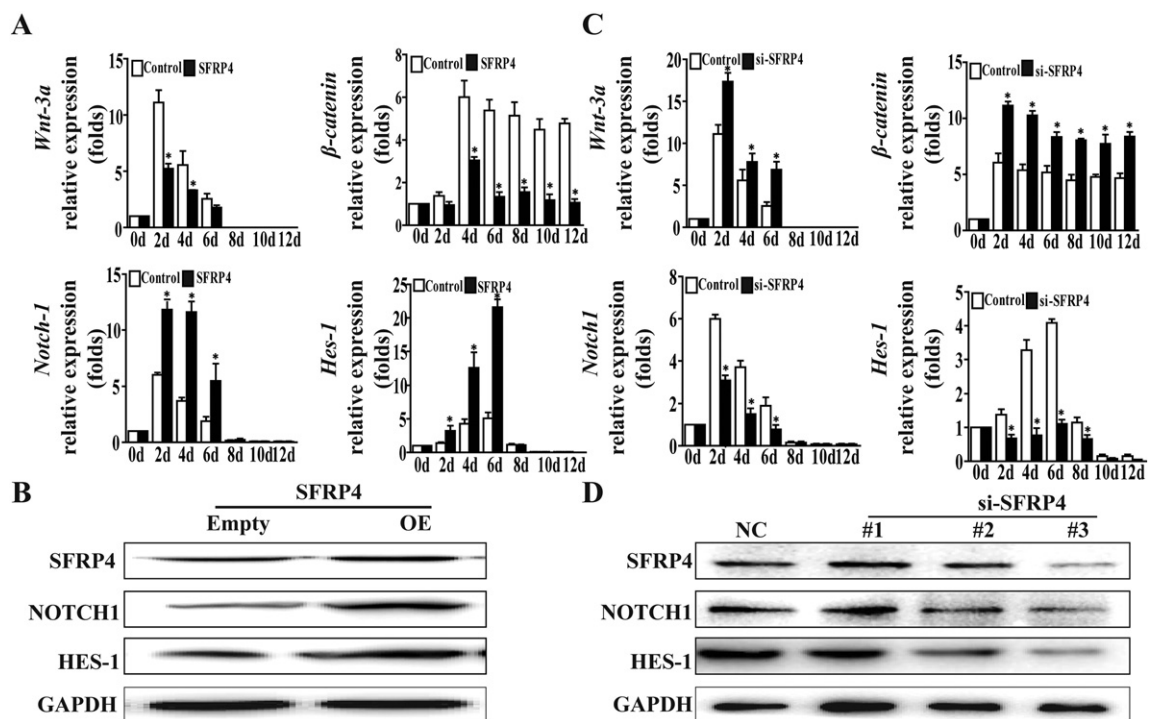 A
Wnt-3a
relative expression
(folds)
Control SFRP4
15
10
5
0
0d 2d 4d 6d 8d 10d 12d
* *
β-catenin
relative expression
(folds)
Control SFRP4
8
6
4
2
0
0d 2d 4d 6d 8d 10d 12d
* * * * *
Notch-1
relative expression
(folds)
Control SFRP4
15
10
5
0
0d 2d 4d 6d 8d 10d 12d
* * *
Hes-1
relative expression
(folds)
Control SFRP4
25
20
15
10
5
0
0d 2d 4d 6d 8d 10d 12d
* * *
B
SFRP4
Empty OE
SFRP4
NOTCH1
HES-1
GAPDH
C
Wnt-3a
relative expression
(folds)
Control si-SFRP4
20
15
10
5
0
0d 2d 4d 6d 8d 10d 12d
* * *
β-catenin
relative expression
(folds)
Control si-SFRP4
15
10
5
0
0d 2d 4d 6d 8d 10d 12d
* * * * * *
Notch1
relative expression
(folds)
Control si-SFRP4
6
4
2
0
0d 2d 4d 6d 8d 10d 12d
* * *
Hes-1
relative expression
(folds)
Control si-SFRP4
5
4
3
2
1
0
0d 2d 4d 6d 8d 10d 12d
* * * *
D
si-SFRP4
NC #1 #2 #3
SFRP4
NOTCH1
HES-1
GAPDH